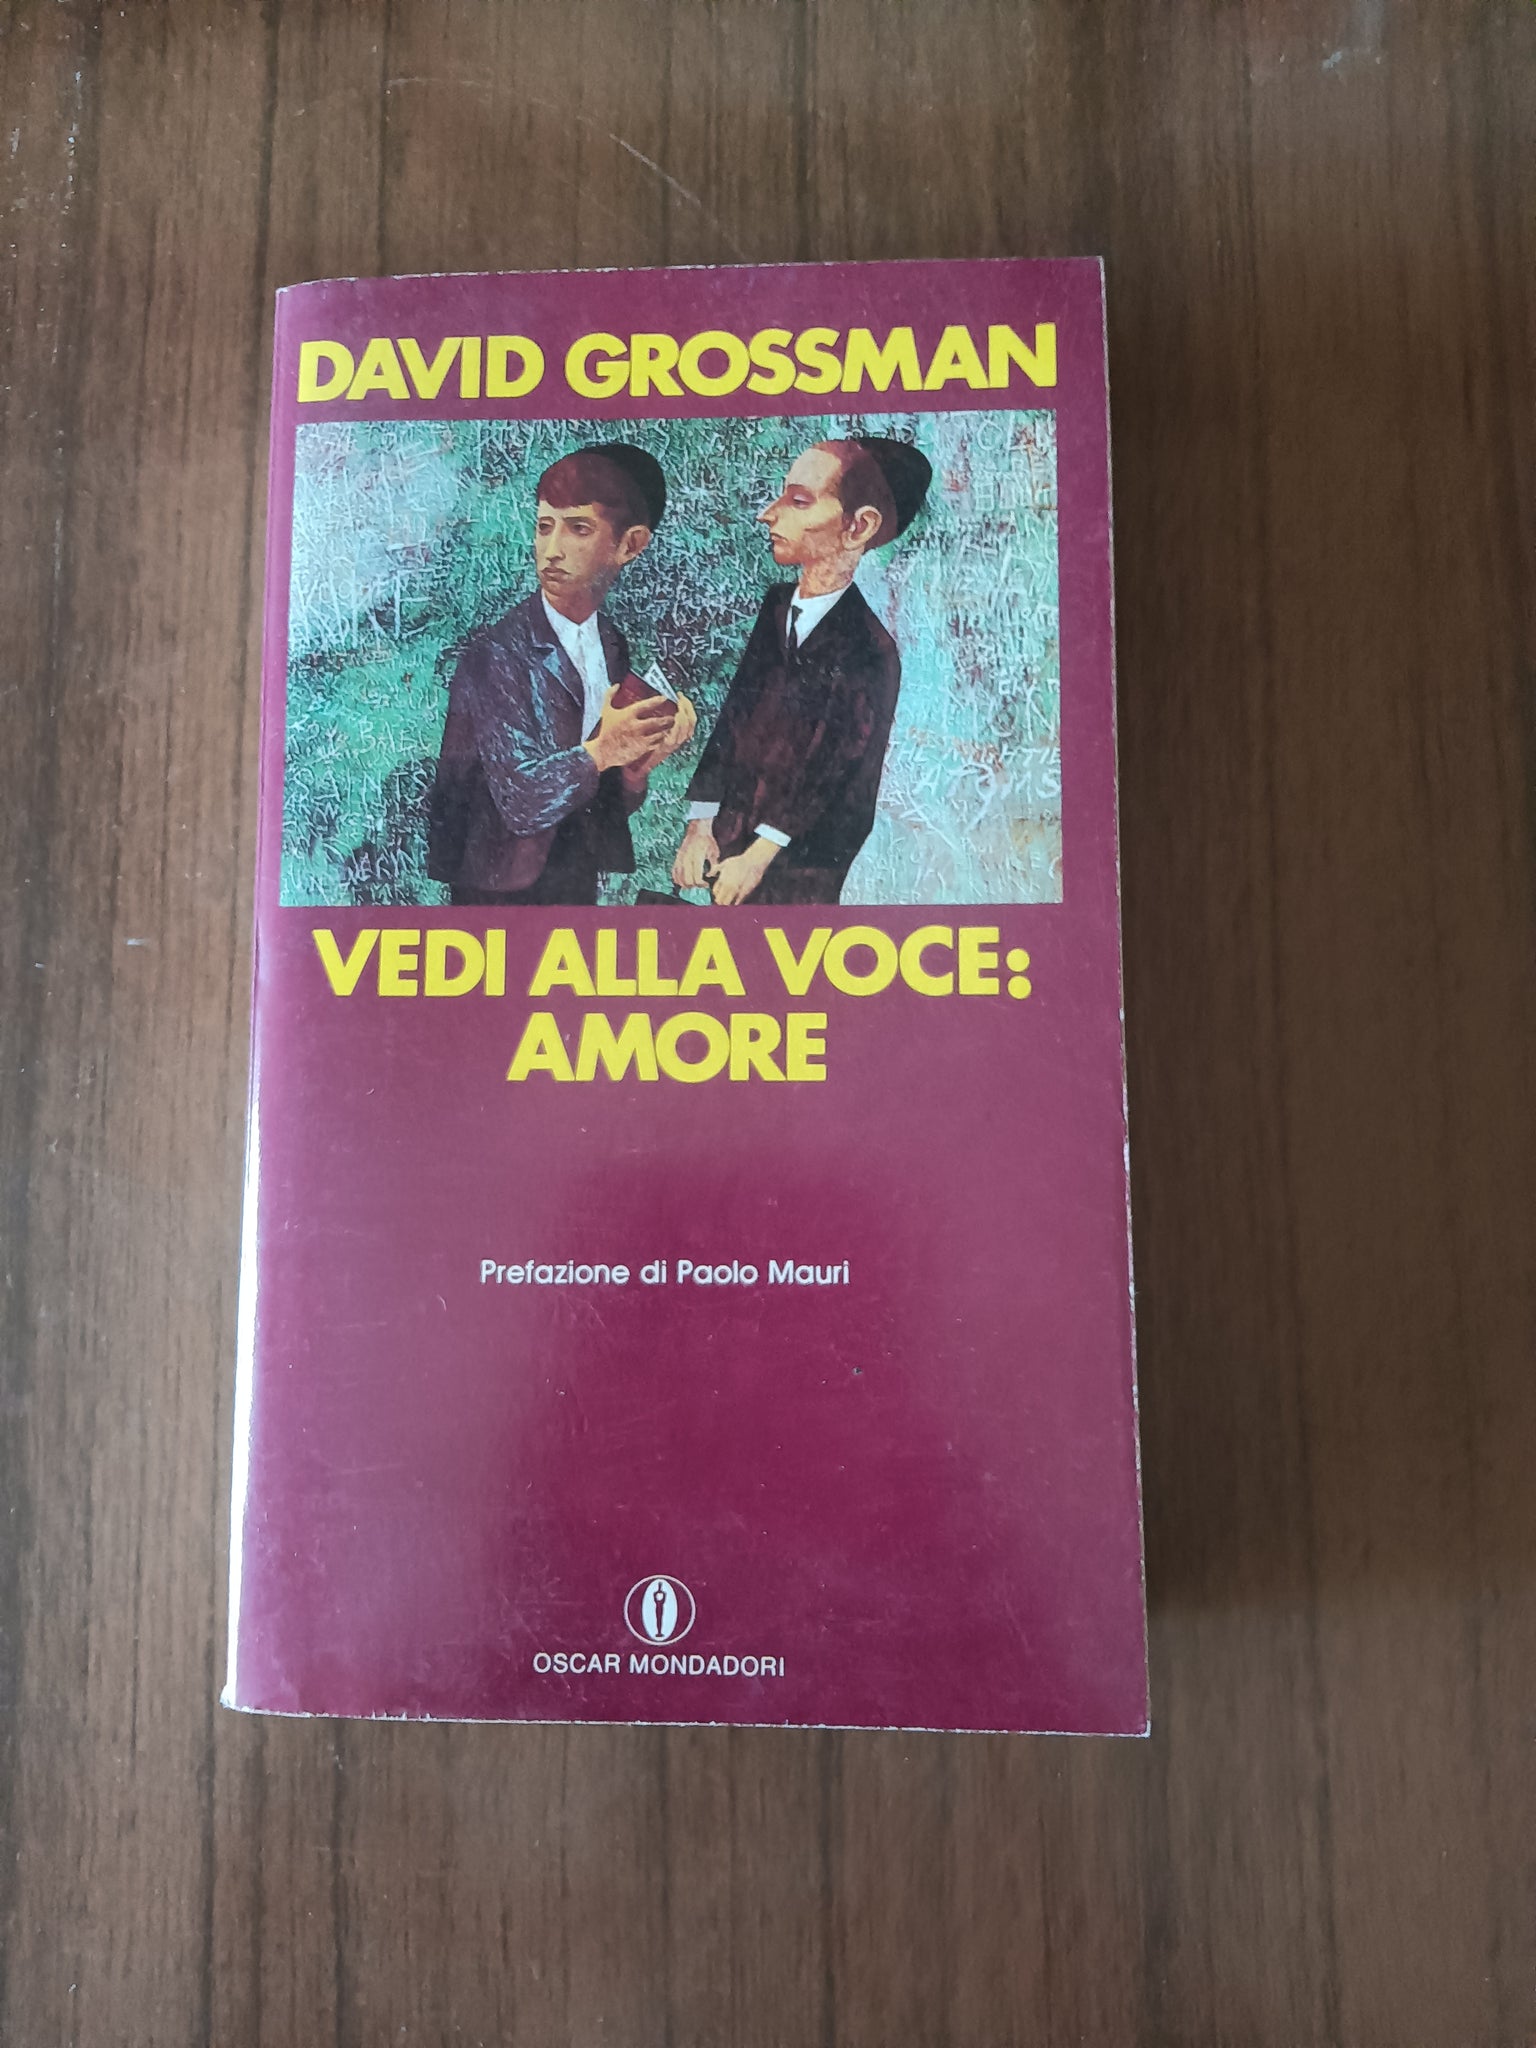 DAVID GROSSMAN
VEDI ALLA VOCE:
AMORE
Prefazione di Paolo Mauri
OSCAR MONDADORI